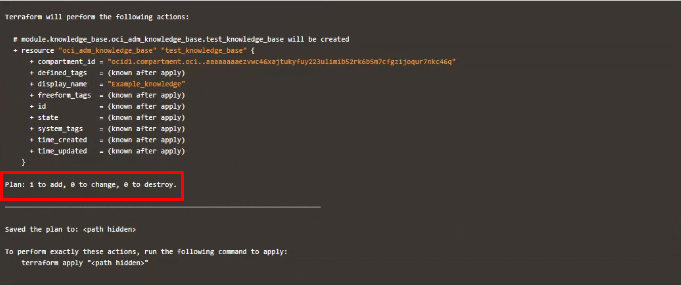 Terraform will perform the following actions:
# module.knowledge_base.oci_adm_knowledge_base.test_knowledge_base will be created
+ resource "oci_adm_knowledge_base" "test_knowledge_base" {
+ compartment_id = "ocid1.compartment.oc1..aaaaaaaaezvwc46xajtukyfuy223ulimib52rk6b5m7cfgzijoqur7nkc46q"
+ defined_tags = (known after apply)
+ display_name = "Example_knowledge"
+ freeform_tags = (known after apply)
+ id = (known after apply)
+ state = (known after apply)
+ system_tags = (known after apply)
+ time_created = (known after apply)
+ time_updated = (known after apply)
}
Plan: 1 to add, 0 to change, 0 to destroy.
Saved the plan to: <path hidden>
To perform exactly these actions, run the following command to apply:
terraform apply "<path hidden>"